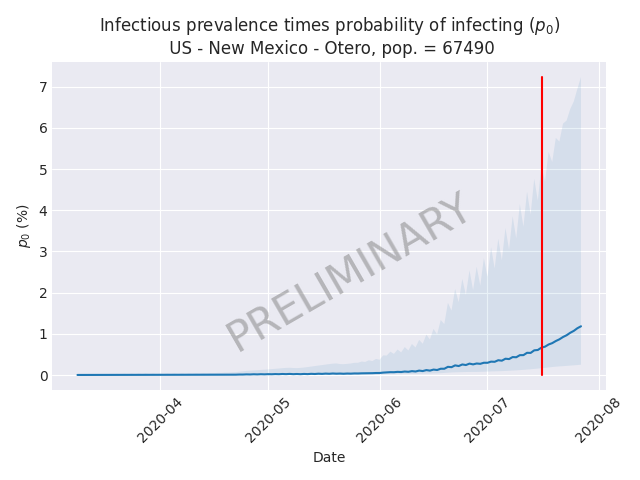 Infectious prevalence times probability of infecting (p₀)
US - New Mexico - Otero, pop. = 67490
7
6
5
4
3
2
1
0
p₀ (%)
PRELIMINARY
2020-04
2020-05
2020-06
2020-07
2020-08
Date